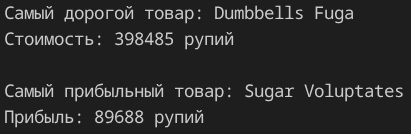 Самый дорогой товар: Dumbbells Fuga
Стоимость: 398485 рупий
Самый прибыльный товар: Sugar Voluptates
Прибыль: 89688 рупий